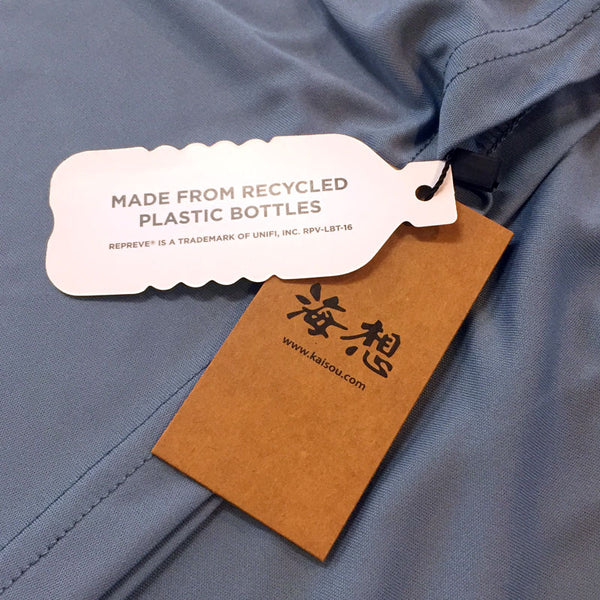 MADE FROM RECYCLED
PLASTIC BOTTLES
REPREVE® IS A TRADEMARK OF UNIFI, INC. RPV-LBT-16
海想
www.kaisou.com